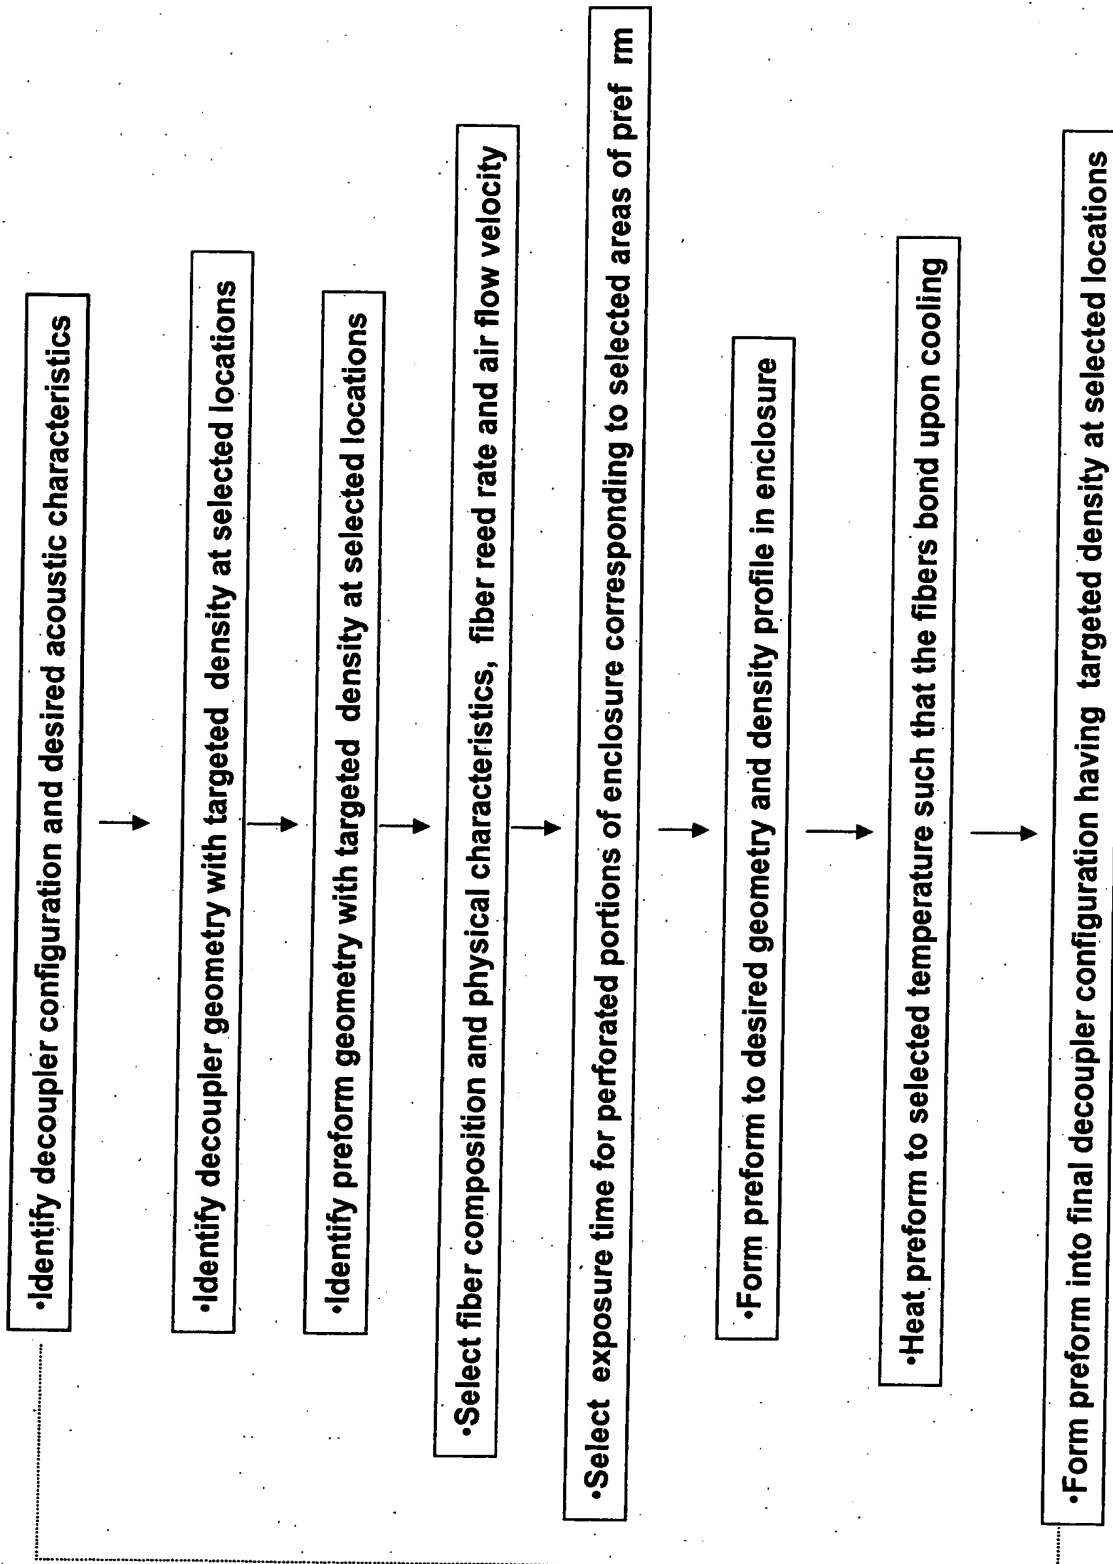 •Identify decoupler configuration and desired acoustic characteristics
•Identify decoupler geometry with targeted density at selected locations
•Identify preform geometry with targeted density at selected locations
•Select fiber composition and physical characteristics, fiber reed rate and air flow velocity
•Select exposure time for perforated portions of enclosure corresponding to selected areas of pref rm
•Form preform to desired geometry and density profile in enclosure
•Heat preform to selected temperature such that the fibers bond upon cooling
•Form preform into final decoupler configuration having targeted density at selected locations